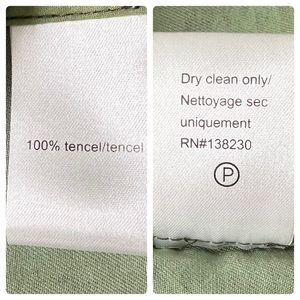 100% tencel/tencel
Dry clean only/
Nettoyage sec
uniquement
RN#138230
P